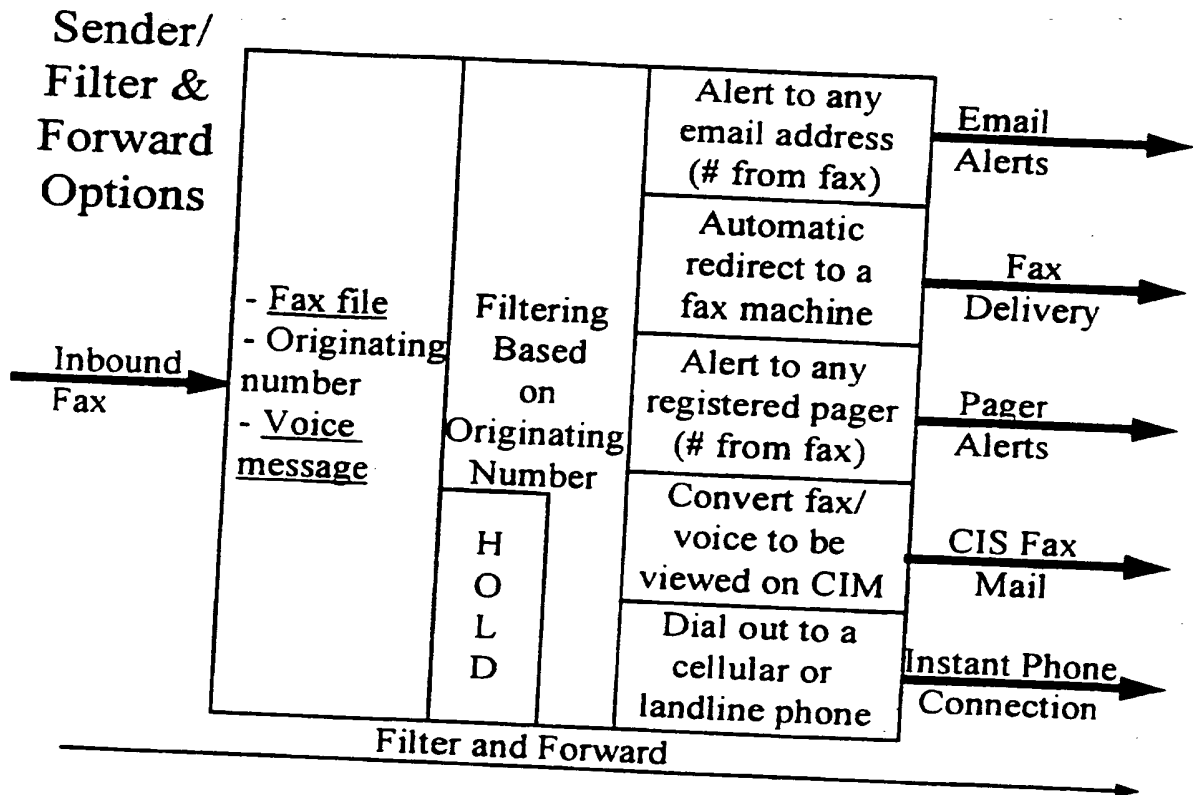 Sender/
Filter &
Forward
Options
Inbound
Fax
- Fax file
- Originating
number
- Voice
message
Filtering
Based
on
Originating
Number
H
O
L
D
Alert to any
email address
(# from fax)
Automatic
redirect to a
fax machine
Alert to any
registered pager
(# from fax)
Convert fax/
voice to be
viewed on CIM
Dial out to a
cellular or
landline phone
Email
Alerts
Fax
Delivery
Pager
Alerts
CIS Fax
Mail
Instant Phone
Connection
Filter and Forward